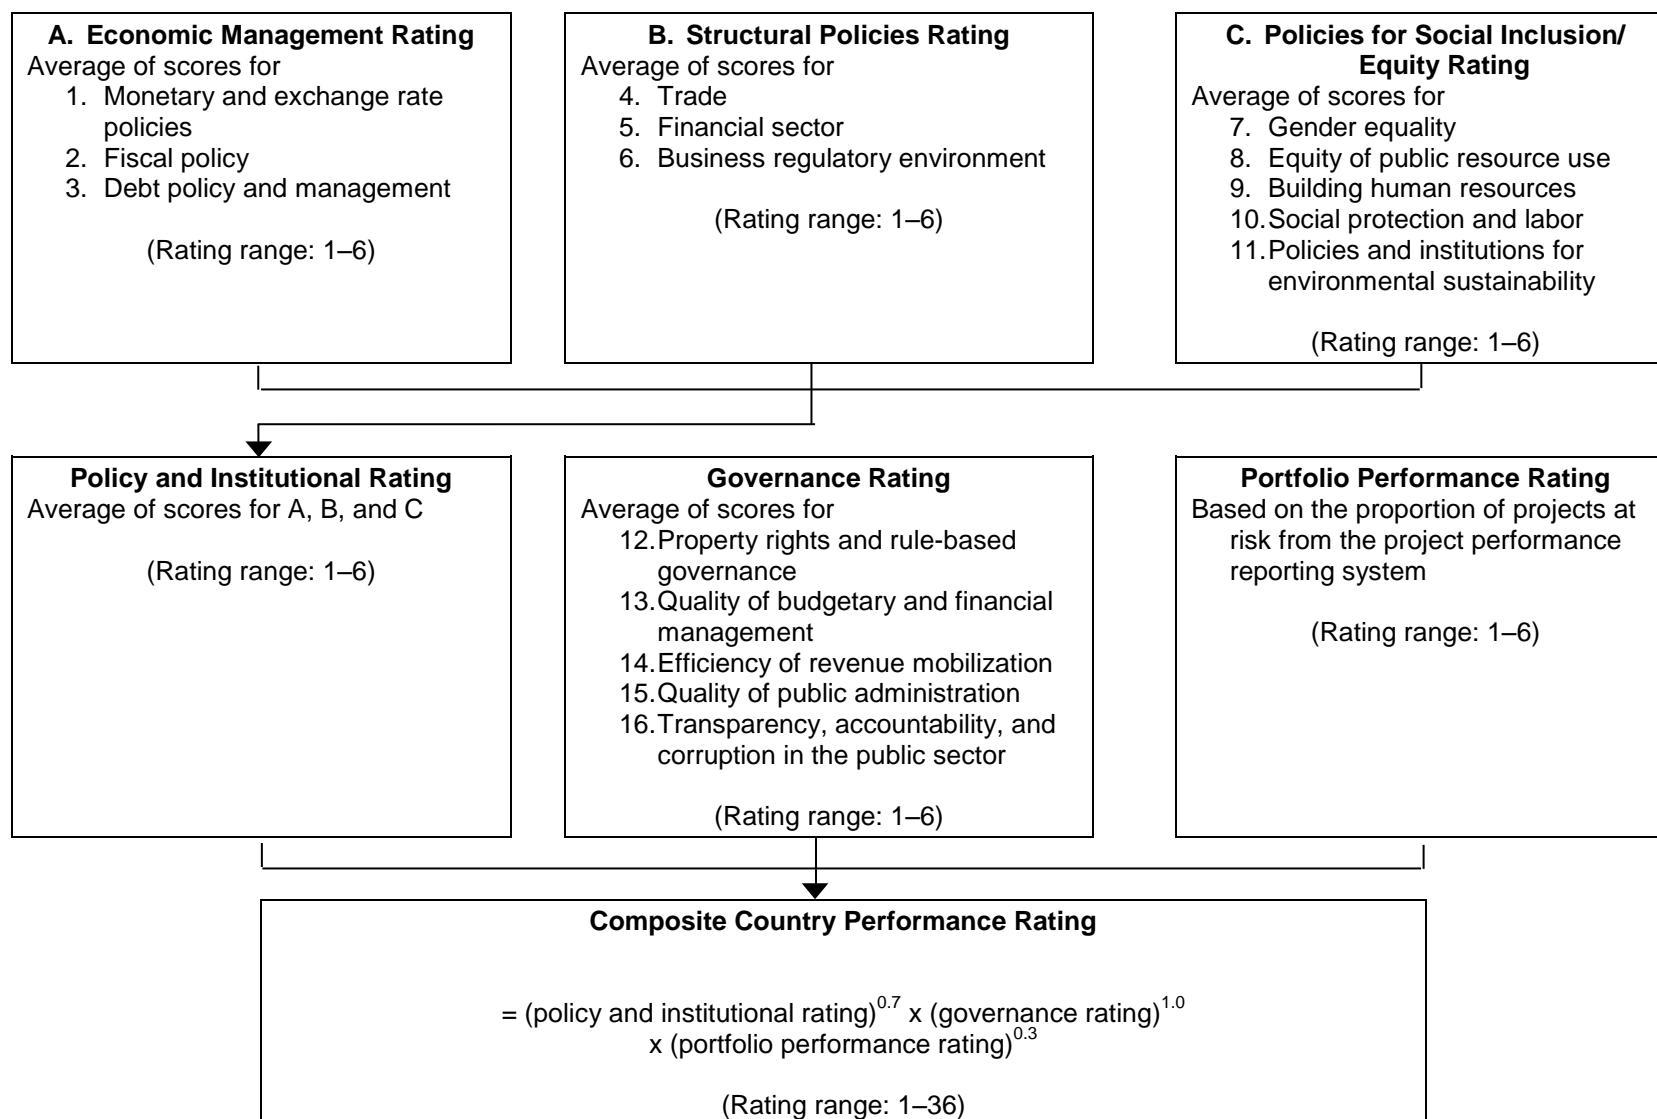 A. Economic Management Rating
Average of scores for
1. Monetary and exchange rate
policies
2. Fiscal policy
3. Debt policy and management
(Rating range: 1–6)
B. Structural Policies Rating
Average of scores for
4. Trade
5. Financial sector
6. Business regulatory environment
(Rating range: 1–6)
C. Policies for Social Inclusion/
Equity Rating
Average of scores for
7. Gender equality
8. Equity of public resource use
9. Building human resources
10. Social protection and labor
11. Policies and institutions for
environmental sustainability
(Rating range: 1–6)
Policy and Institutional Rating
Average of scores for A, B, and C
(Rating range: 1–6)
Governance Rating
Average of scores for
12. Property rights and rule-based
governance
13. Quality of budgetary and financial
management
14. Efficiency of revenue mobilization
15. Quality of public administration
16. Transparency, accountability, and
corruption in the public sector
(Rating range: 1–6)
Portfolio Performance Rating
Based on the proportion of projects at
risk from the project performance
reporting system
(Rating range: 1–6)
Composite Country Performance Rating
= (policy and institutional rating)^0.7 x (governance rating)^1.0
x (portfolio performance rating)^0.3
(Rating range: 1–36)